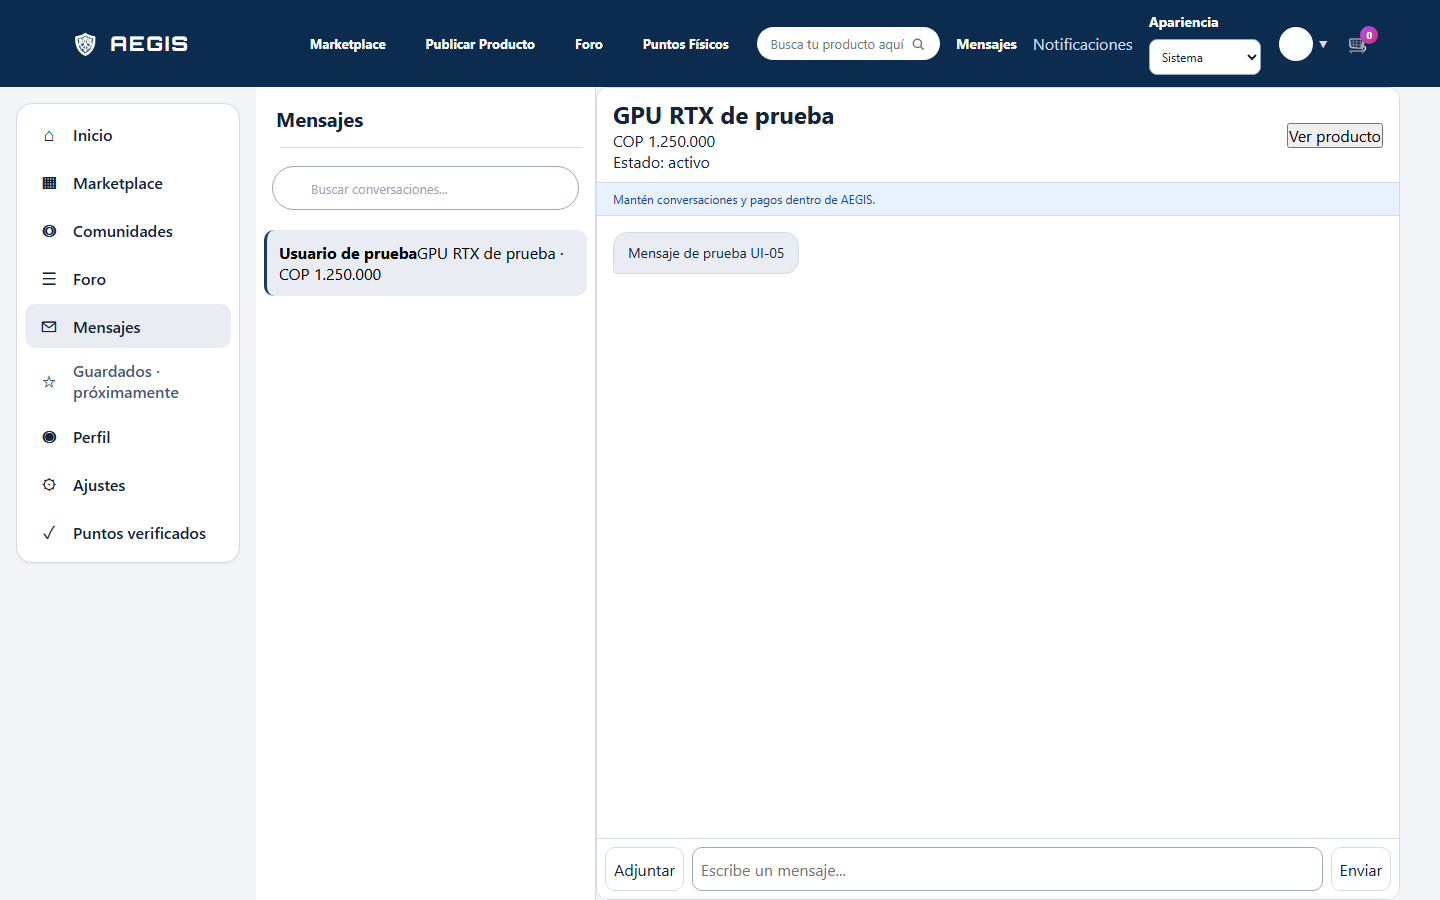 AEGIS
Marketplace
Publicar Producto
Foro
Puntos Físicos
Busca tu producto aquí
Mensajes
Notificaciones
Apariencia
Sistema
0
Inicio
Marketplace
Comunidades
Foro
Mensajes
Guardados ·
próximamente
Perfil
Ajustes
Puntos verificados
Mensajes
Buscar conversaciones...
Usuario de pruebaGPU RTX de prueba ·
COP 1.250.000
GPU RTX de prueba
COP 1.250.000
Estado: activo
Ver producto
Mantén conversaciones y pagos dentro de AEGIS.
Mensaje de prueba UI-05
Adjuntar
Escribe un mensaje...
Enviar